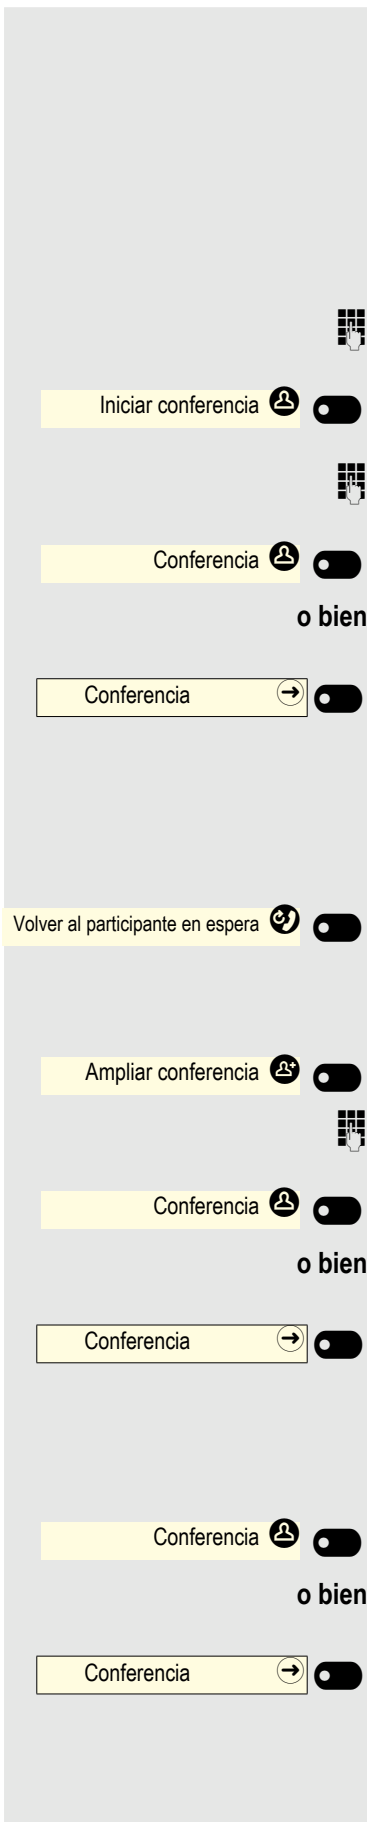 Iniciar conferencia
Conferencia
o bien
Conferencia
Volver al participante en espera
Ampliar conferencia
Conferencia
o bien
Conferencia
Conferencia
o bien
Conferencia